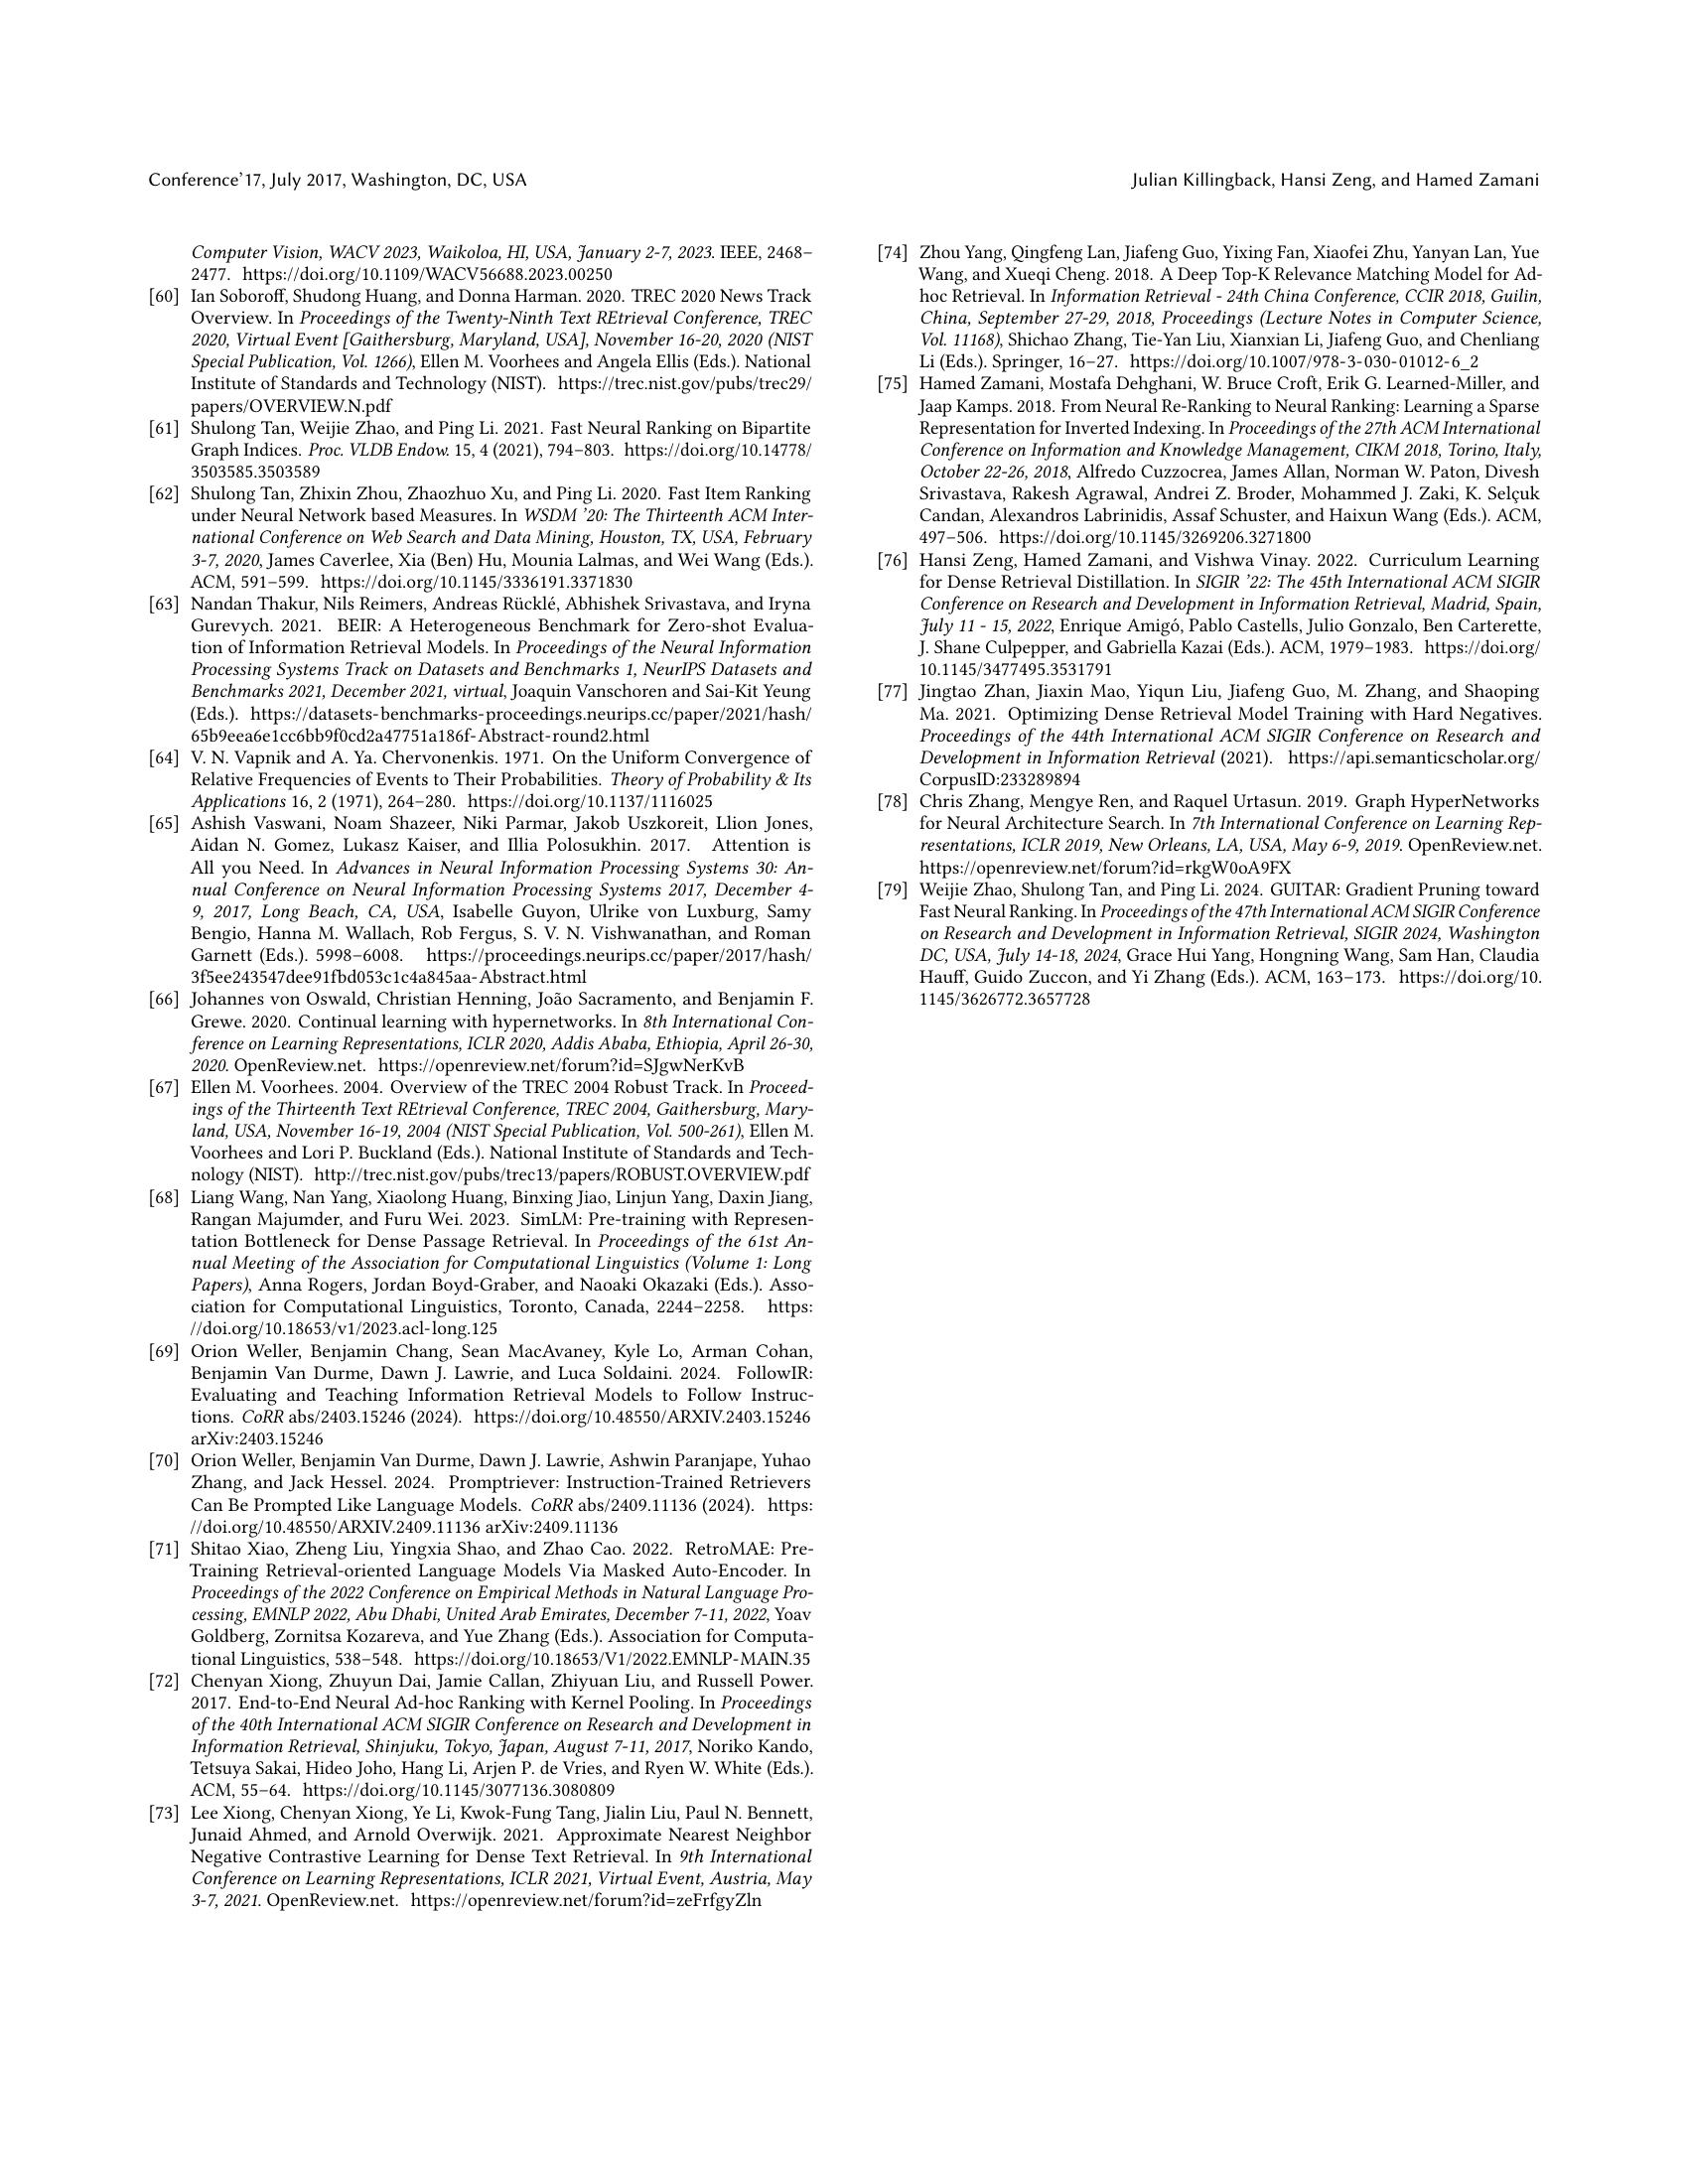 Conference'17, July 2017, Washington, DC, USA
Julian Killingback, Hansi Zeng, and Hamed Zamani
Computer Vision, WACV 2023, Waikoloa, HI, USA, January 2-7, 2023. IEEE, 2468–
2477. https://doi.org/10.1109/WACV56688.2023.00250
[60] Ian Soboroff, Shudong Huang, and Donna Harman. 2020. TREC 2020 News Track
Overview. In Proceedings of the Twenty-Ninth Text REtrieval Conference, TREC
2020, Virtual Event [Gaithersburg, Maryland, USA], November 16-20, 2020 (NIST
Special Publication, Vol. 1266), Ellen M. Voorhees and Angela Ellis (Eds.). National
Institute of Standards and Technology (NIST). https://trec.nist.gov/pubs/trec29/
papers/OVERVIEW.N.pdf
[61] Shulong Tan, Weijie Zhao, and Ping Li. 2021. Fast Neural Ranking on Bipartite
Graph Indices. Proc. VLDB Endow. 15, 4 (2021), 794–803. https://doi.org/10.14778/
3503585.3503589
[62] Shulong Tan, Zhixin Zhou, Zhaozhuo Xu, and Ping Li. 2020. Fast Item Ranking
under Neural Network based Measures. In WSDM '20: The Thirteenth ACM Inter-
national Conference on Web Search and Data Mining, Houston, TX, USA, February
3-7, 2020, James Caverlee, Xia (Ben) Hu, Mounia Lalmas, and Wei Wang (Eds.).
ACM, 591–599. https://doi.org/10.1145/3336191.3371830
[63] Nandan Thakur, Nils Reimers, Andreas Rücklé, Abhishek Srivastava, and Iryna
Gurevych. 2021. BEIR: A Heterogeneous Benchmark for Zero-shot Evalua-
tion of Information Retrieval Models. In Proceedings of the Neural Information
Processing Systems Track on Datasets and Benchmarks 1, NeurIPS Datasets and
Benchmarks 2021, December 2021, virtual, Joaquin Vanschoren and Sai-Kit Yeung
(Eds.). https://datasets-benchmarks-proceedings.neurips.cc/paper/2021/hash/
65b9eea6e1cc6bb9f0cd2a47751a186f-Abstract-round2.html
[64] V. N. Vapnik and A. Ya. Chervonenkis. 1971. On the Uniform Convergence of
Relative Frequencies of Events to Their Probabilities. Theory of Probability & Its
Applications 16, 2 (1971), 264–280. https://doi.org/10.1137/1116025
[65] Ashish Vaswani, Noam Shazeer, Niki Parmar, Jakob Uszkoreit, Llion Jones,
Aidan N. Gomez, Lukasz Kaiser, and Illia Polosukhin. 2017. Attention is
All you Need. In Advances in Neural Information Processing Systems 30: An-
nual Conference on Neural Information Processing Systems 2017, December 4-
9, 2017, Long Beach, CA, USA, Isabelle Guyon, Ulrike von Luxburg, Samy
Bengio, Hanna M. Wallach, Rob Fergus, S. V. N. Vishwanathan, and Roman
Garnett (Eds.). 5998–6008. https://proceedings.neurips.cc/paper/2017/hash/
3f5ee243547dee91fbd053c1c4a845aa-Abstract.html
[66] Johannes von Oswald, Christian Henning, João Sacramento, and Benjamin F.
Grewe. 2020. Continual learning with hypernetworks. In 8th International Con-
ference on Learning Representations, ICLR 2020, Addis Ababa, Ethiopia, April 26-30,
2020. OpenReview.net. https://openreview.net/forum?id=SJgwNerKvB
[67] Ellen M. Voorhees. 2004. Overview of the TREC 2004 Robust Track. In Proceed-
ings of the Thirteenth Text REtrieval Conference, TREC 2004, Gaithersburg, Mary-
land, USA, November 16-19, 2004 (NIST Special Publication, Vol. 500-261), Ellen M.
Voorhees and Lori P. Buckland (Eds.). National Institute of Standards and Tech-
nology (NIST). http://trec.nist.gov/pubs/trec13/papers/ROBUST.OVERVIEW.pdf
[68] Liang Wang, Nan Yang, Xiaolong Huang, Binxing Jiao, Linjun Yang, Daxin Jiang,
Rangan Majumder, and Furu Wei. 2023. SimLM: Pre-training with Represen-
tation Bottleneck for Dense Passage Retrieval. In Proceedings of the 61st An-
nual Meeting of the Association for Computational Linguistics (Volume 1: Long
Papers), Anna Rogers, Jordan Boyd-Graber, and Naoaki Okazaki (Eds.). Asso-
ciation for Computational Linguistics, Toronto, Canada, 2244–2258. https:
//doi.org/10.18653/v1/2023.acl-long.125
[69] Orion Weller, Benjamin Chang, Sean MacAvaney, Kyle Lo, Arman Cohan,
Benjamin Van Durme, Dawn J. Lawrie, and Luca Soldaini. 2024. FollowIR:
Evaluating and Teaching Information Retrieval Models to Follow Instruc-
tions. CoRR abs/2403.15246 (2024). https://doi.org/10.48550/ARXIV.2403.15246
arXiv:2403.15246
[70] Orion Weller, Benjamin Van Durme, Dawn J. Lawrie, Ashwin Paranjape, Yuhao
Zhang, and Jack Hessel. 2024. Promptriever: Instruction-Trained Retrievers
Can Be Prompted Like Language Models. CoRR abs/2409.11136 (2024). https:
//doi.org/10.48550/ARXIV.2409.11136 arXiv:2409.11136
[71] Shitao Xiao, Zheng Liu, Yingxia Shao, and Zhao Cao. 2022. RetroMAE: Pre-
Training Retrieval-oriented Language Models Via Masked Auto-Encoder. In
Proceedings of the 2022 Conference on Empirical Methods in Natural Language Pro-
cessing, EMNLP 2022, Abu Dhabi, United Arab Emirates, December 7-11, 2022, Yoav
Goldberg, Zornitsa Kozareva, and Yue Zhang (Eds.). Association for Computa-
tional Linguistics, 538–548. https://doi.org/10.18653/V1/2022.EMNLP-MAIN.35
[72] Chenyan Xiong, Zhuyun Dai, Jamie Callan, Zhiyuan Liu, and Russell Power.
2017. End-to-End Neural Ad-hoc Ranking with Kernel Pooling. In Proceedings
of the 40th International ACM SIGIR Conference on Research and Development in
Information Retrieval, Shinjuku, Tokyo, Japan, August 7-11, 2017, Noriko Kando,
Tetsuya Sakai, Hideo Joho, Hang Li, Arjen P. de Vries, and Ryen W. White (Eds.).
ACM, 55–64. https://doi.org/10.1145/3077136.3080809
[73] Lee Xiong, Chenyan Xiong, Ye Li, Kwok-Fung Tang, Jialin Liu, Paul N. Bennett,
Junaid Ahmed, and Arnold Overwijk. 2021. Approximate Nearest Neighbor
Negative Contrastive Learning for Dense Text Retrieval. In 9th International
Conference on Learning Representations, ICLR 2021, Virtual Event, Austria, May
3-7, 2021. OpenReview.net. https://openreview.net/forum?id=zeFrfgyZln
[74] Zhou Yang, Qingfeng Lan, Jiafeng Guo, Yixing Fan, Xiaofei Zhu, Yanyan Lan, Yue
Wang, and Xueqi Cheng. 2018. A Deep Top-K Relevance Matching Model for Ad-
hoc Retrieval. In Information Retrieval - 24th China Conference, CCIR 2018, Guilin,
China, September 27-29, 2018, Proceedings (Lecture Notes in Computer Science,
Vol. 11168), Shichao Zhang, Tie-Yan Liu, Xianxian Li, Jiafeng Guo, and Chenliang
Li (Eds.). Springer, 16–27. https://doi.org/10.1007/978-3-030-01012-6_2
[75] Hamed Zamani, Mostafa Dehghani, W. Bruce Croft, Erik G. Learned-Miller, and
Jaap Kamps. 2018. From Neural Re-Ranking to Neural Ranking: Learning a Sparse
Representation for Inverted Indexing. In Proceedings of the 27th ACM International
Conference on Information and Knowledge Management, CIKM 2018, Torino, Italy,
October 22-26, 2018, Alfredo Cuzzocrea, James Allan, Norman W. Paton, Divesh
Srivastava, Rakesh Agrawal, Andrei Z. Broder, Mohammed J. Zaki, K. Selçuk
Candan, Alexandros Labrinidis, Assaf Schuster, and Haixun Wang (Eds.). ACM,
497–506. https://doi.org/10.1145/3269206.3271800
[76] Hansi Zeng, Hamed Zamani, and Vishwa Vinay. 2022. Curriculum Learning
for Dense Retrieval Distillation. In SIGIR '22: The 45th International ACM SIGIR
Conference on Research and Development in Information Retrieval, Madrid, Spain,
July 11 - 15, 2022, Enrique Amigó, Pablo Castells, Julio Gonzalo, Ben Carterette,
J. Shane Culpepper, and Gabriella Kazai (Eds.). ACM, 1979–1983. https://doi.org/
10.1145/3477495.3531791
[77] Jingtao Zhan, Jiaxin Mao, Yiqun Liu, Jiafeng Guo, M. Zhang, and Shaoping
Ma. 2021. Optimizing Dense Retrieval Model Training with Hard Negatives.
Proceedings of the 44th International ACM SIGIR Conference on Research and
Development in Information Retrieval (2021). https://api.semanticscholar.org/
CorpusID:233289894
[78] Chris Zhang, Mengye Ren, and Raquel Urtasun. 2019. Graph HyperNetworks
for Neural Architecture Search. In 7th International Conference on Learning Rep-
resentations, ICLR 2019, New Orleans, LA, USA, May 6-9, 2019. OpenReview.net.
https://openreview.net/forum?id=rkgW0oA9FX
[79] Weijie Zhao, Shulong Tan, and Ping Li. 2024. GUITAR: Gradient Pruning toward
Fast Neural Ranking. In Proceedings of the 47th International ACM SIGIR Conference
on Research and Development in Information Retrieval, SIGIR 2024, Washington
DC, USA, July 14-18, 2024, Grace Hui Yang, Hongning Wang, Sam Han, Claudia
Hauff, Guido Zuccon, and Yi Zhang (Eds.). ACM, 163–173. https://doi.org/10.
1145/3626772.3657728